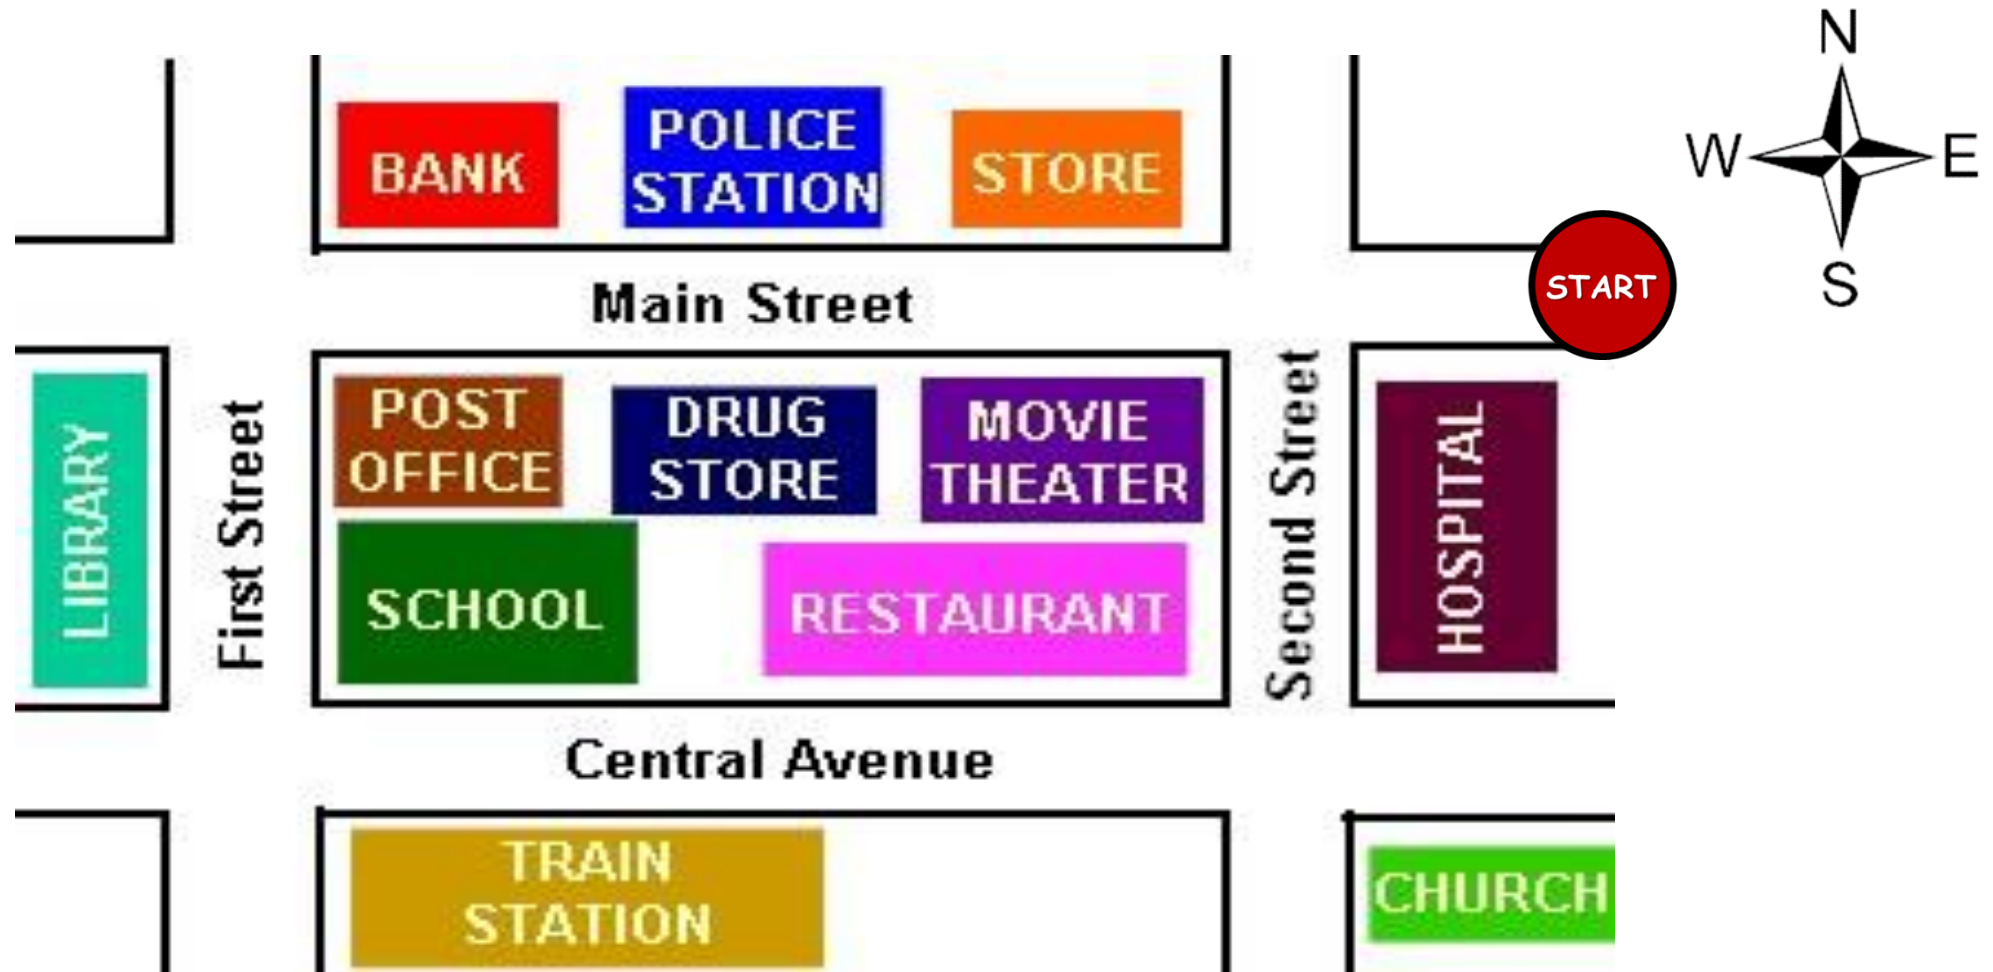 N
W
E
S
START
BANK
POLICE
STATION
STORE
Main Street
LIBRARY
First Street
POST
OFFICE
DRUG
STORE
MOVIE
THEATER
SCHOOL
RESTAURANT
Second Street
HOSPITAL
Central Avenue
TRAIN
STATION
CHURCH